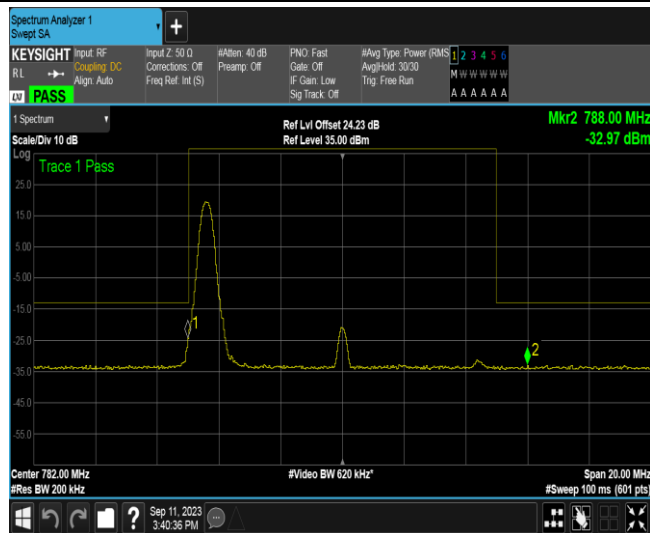 Spectrum Analyzer 1
Swept SA
+
KEYSIGHT Input: RF Input Z: 50 Ω #Atten: 40 dB PNO: Fast #Avg Type: Power (RMS 1 2 3 4 5 6
RL Coupling: DC Corrections: Off Preamp: Off Gate: Off Avg|Hold: 30/30 M W W W W W
Align: Auto Freq Ref: Int (S) IF Gain: Low Trig: Free Run
PASS Sig Track: Off A A A A A A
1 Spectrum Ref Lvl Offset 24.23 dB Mkr2 788.00 MHz
Scale/Div 10 dB Ref Level 35.00 dBm -32.97 dBm
Log
Trace 1 Pass
25.0
15.0
5.00
-5.00
-15.0
1
-25.0
2
-35.0
-45.0
-55.0
Center 782.00 MHz #Video BW 620 kHz* Span 20.00 MHz
#Res BW 200 kHz #Sweep 100 ms (601 pts)
? Sep 11, 2023
3:40:36 PM